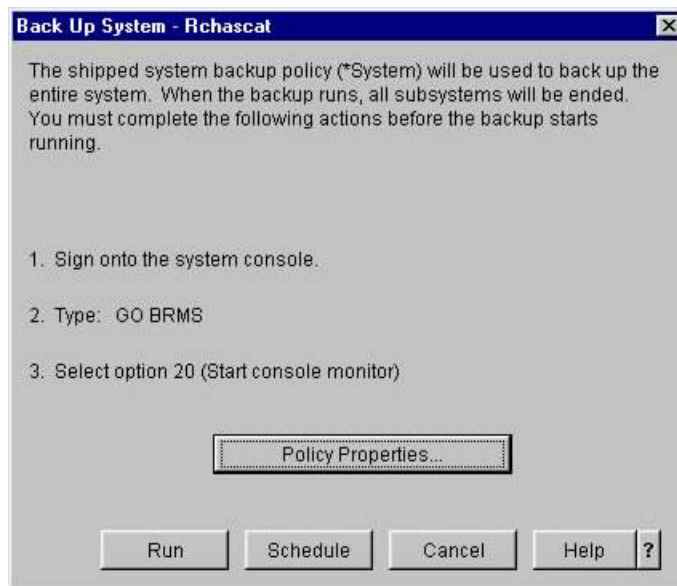 Back Up System - Rchascat
The shipped system backup policy (*System) will be used to back up the
entire system. When the backup runs, all subsystems will be ended.
You must complete the following actions before the backup starts
running.
1. Sign onto the system console.
2. Type: GO BRMS
3. Select option 20 (Start console monitor)
Policy Properties...
Run Schedule Cancel Help ?